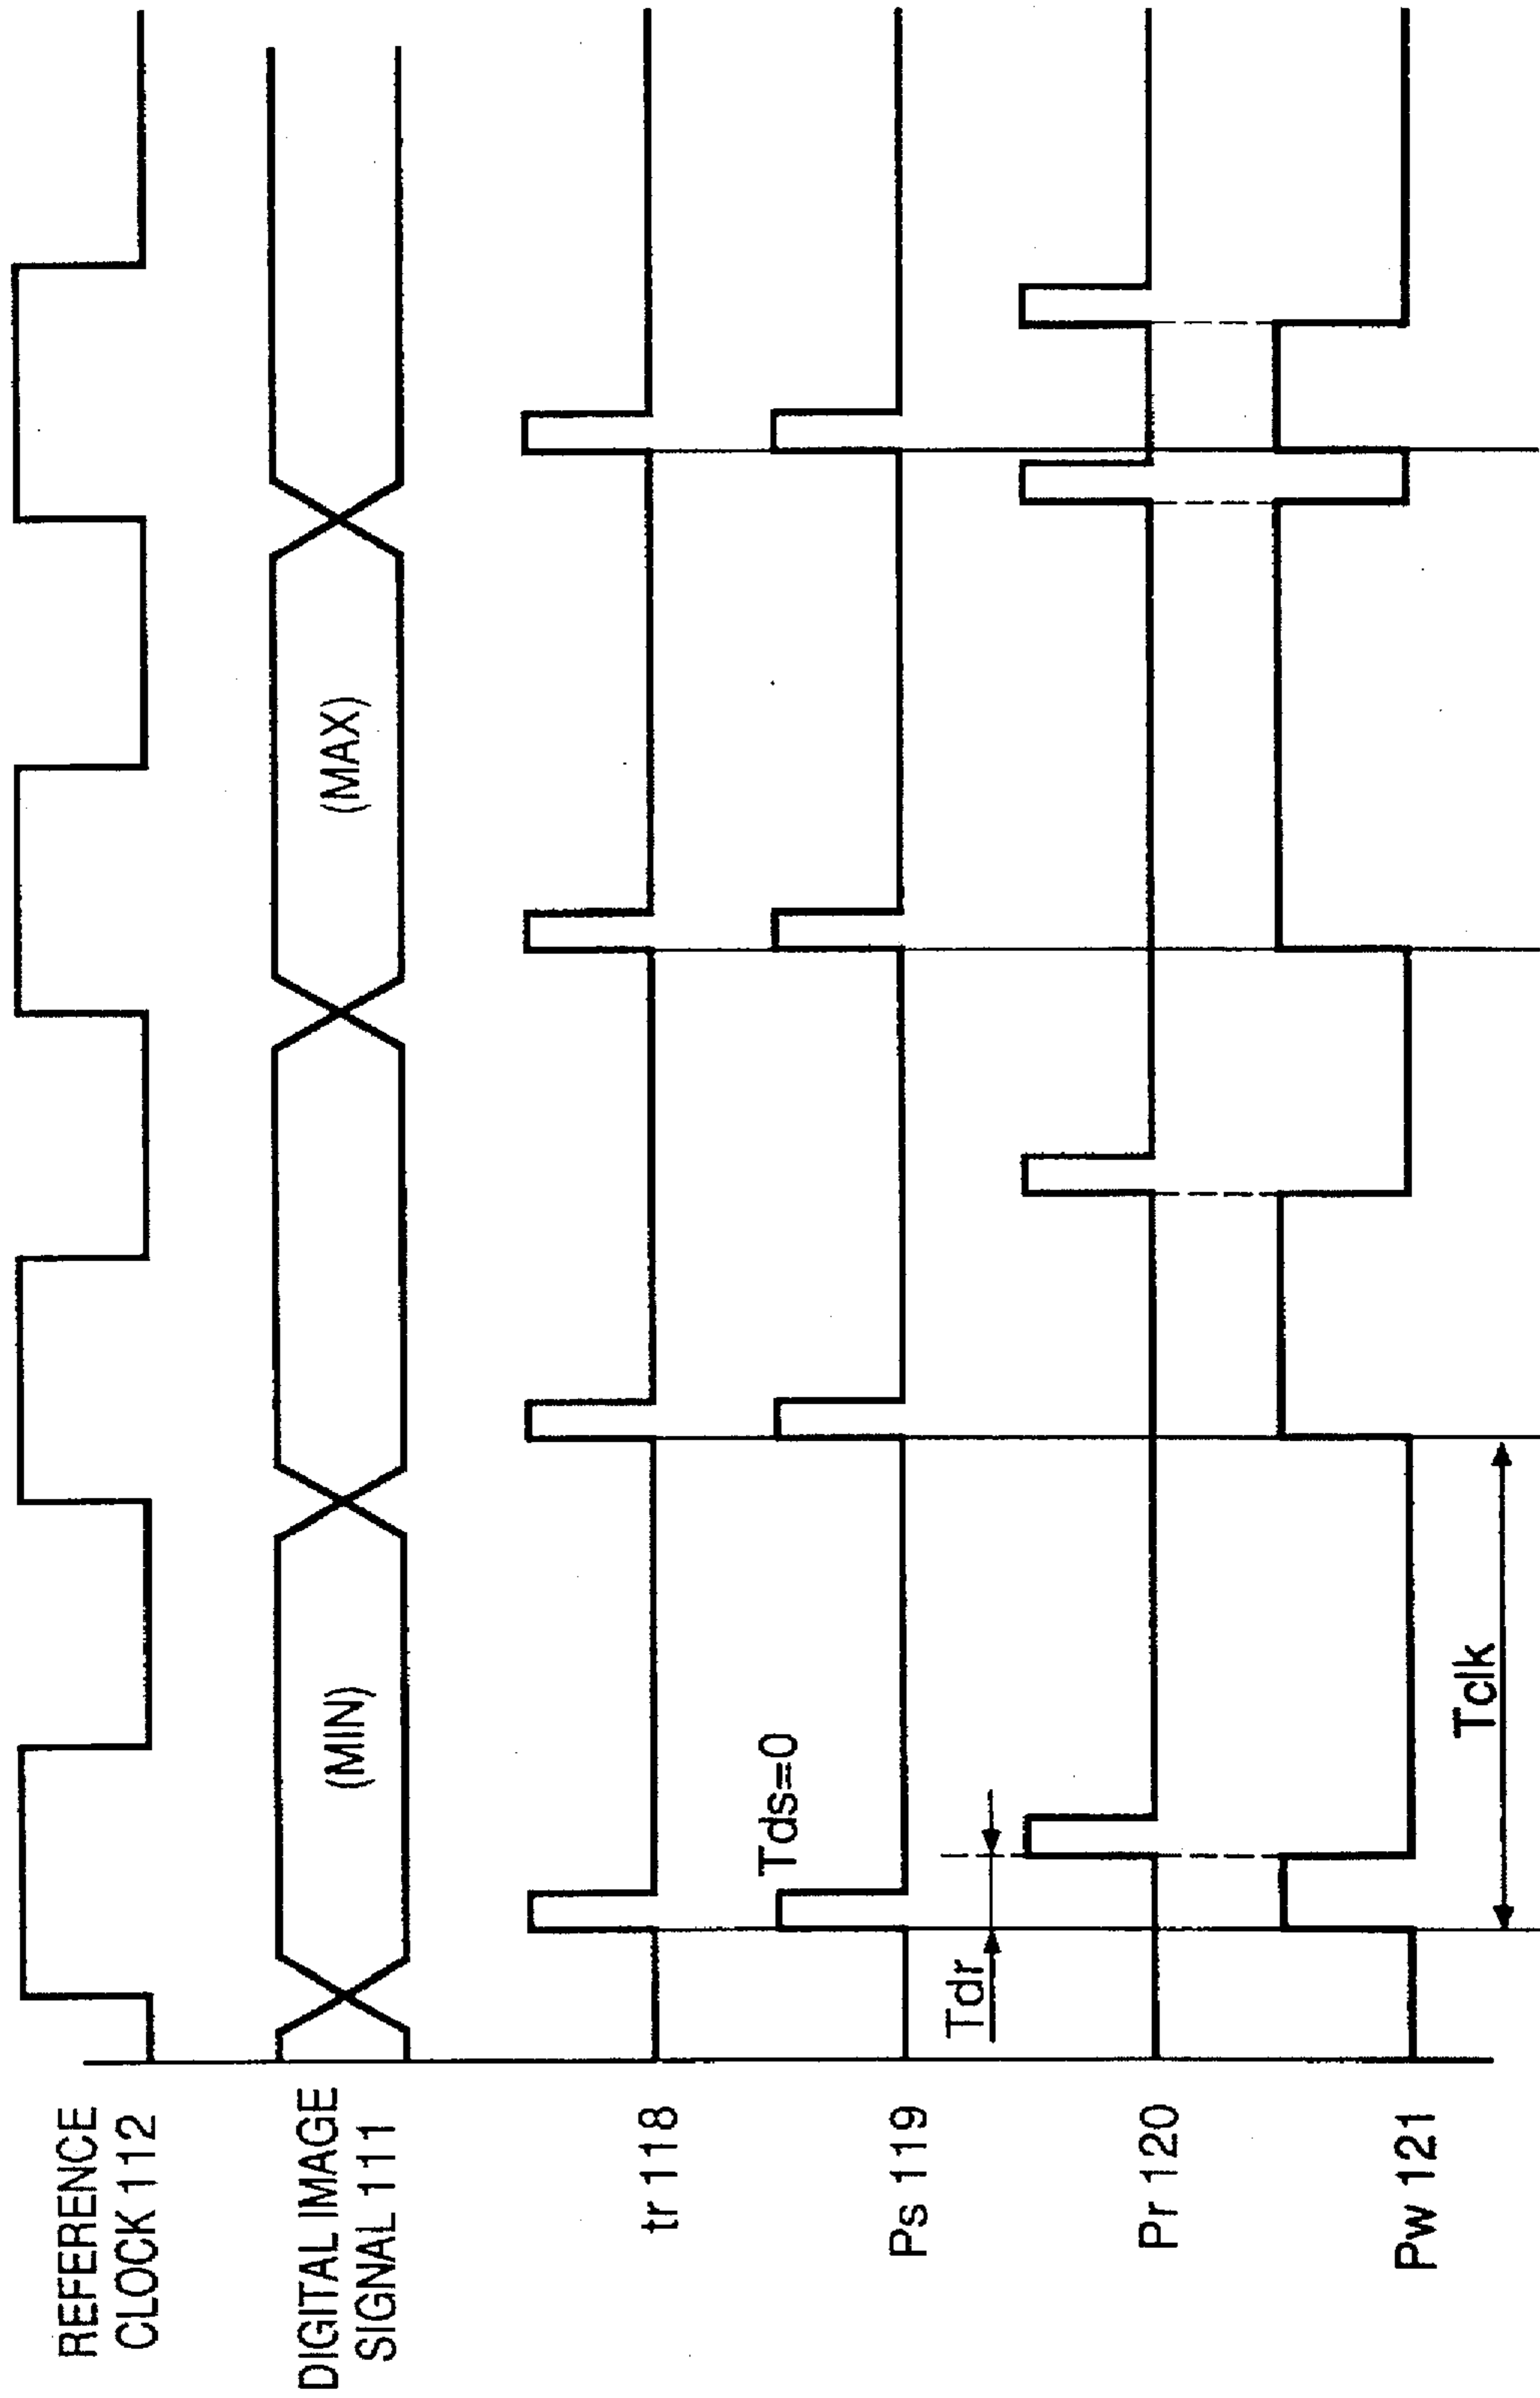 REFERENCE
CLOCK 112
DIGITAL IMAGE
SIGNAL 111
(MIN)
(MAX)
tr 118
Ps 119
Tds=0
Pr 120
Tdr
Pw 121
Tclk